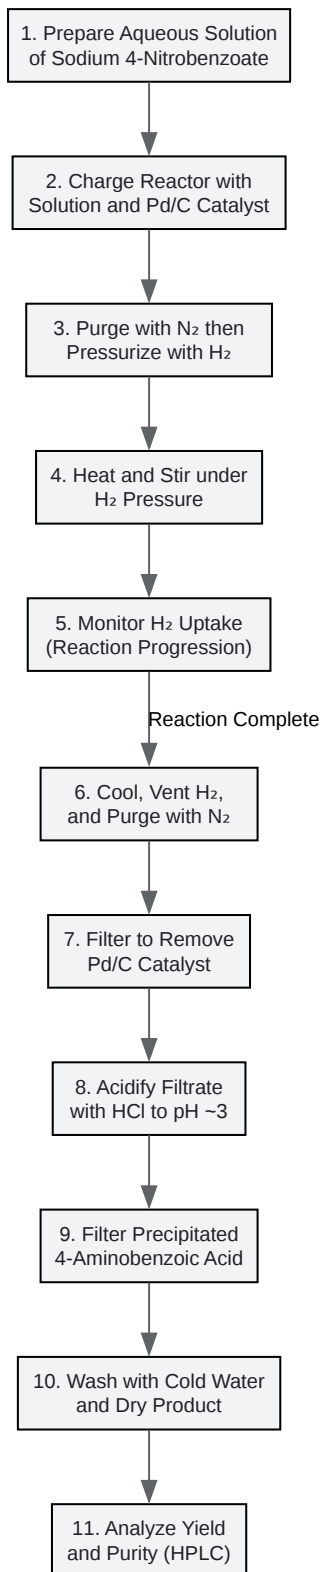 1. Prepare Aqueous Solution
of Sodium 4-Nitrobenzoate
2. Charge Reactor with
Solution and Pd/C Catalyst
3. Purge with N₂ then
Pressurize with H₂
4. Heat and Stir under
H₂ Pressure
5. Monitor H₂ Uptake
(Reaction Progression)
Reaction Complete
6. Cool, Vent H₂,
and Purge with N₂
7. Filter to Remove
Pd/C Catalyst
8. Acidify Filtrate
with HCl to pH ~3
9. Filter Precipitated
4-Aminobenzoic Acid
10. Wash with Cold Water
and Dry Product
11. Analyze Yield
and Purity (HPLC)